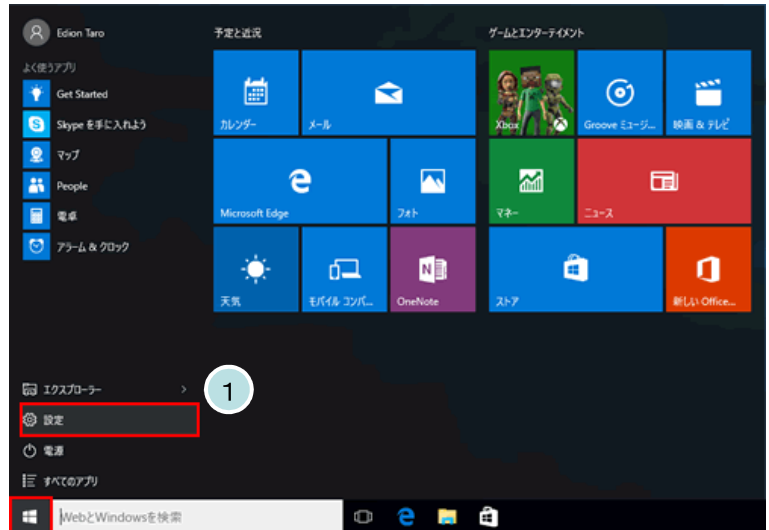 Edion Taro
よく使うアプリ
Get Started
Skype を手に入れよう
マップ
People
電卓
アラーム & クロック
エクスプローラー
1
設定
電源
すべてのアプリ
WebとWindowsを検索
予定と近況
カレンダー
メール
Microsoft Edge
フォト
天気
モバイル コンパ...
OneNote
ゲームとエンターテイメント
Xbox
Groove ミュージ...
映画 & テレビ
マネー
ニュース
ストア
新しい Office...